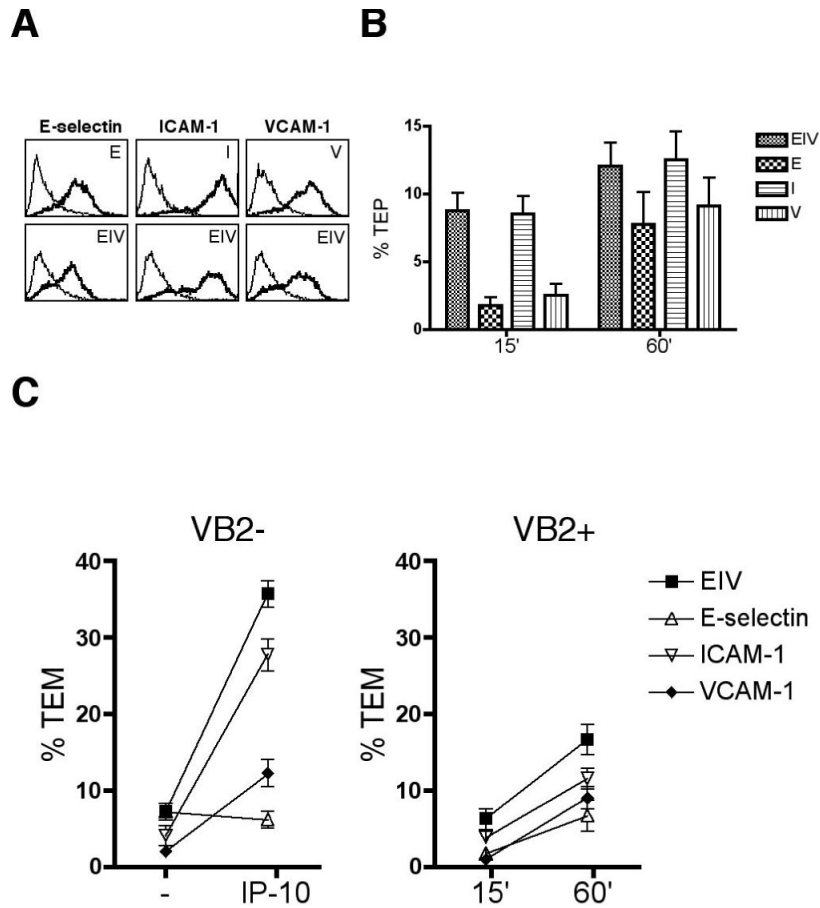 A
E-selectin ICAM-1 VCAM-1
E I V
EIV EIV EIV
B
15
10
5
0
% TEP
15' 60'
EIV
E
I
V
C
VB2-
40
30
20
10
0
% TEM
- IP-10
VB2+
40
30
20
10
0
% TEM
15' 60'
EIV
E-selectin
ICAM-1
VCAM-1